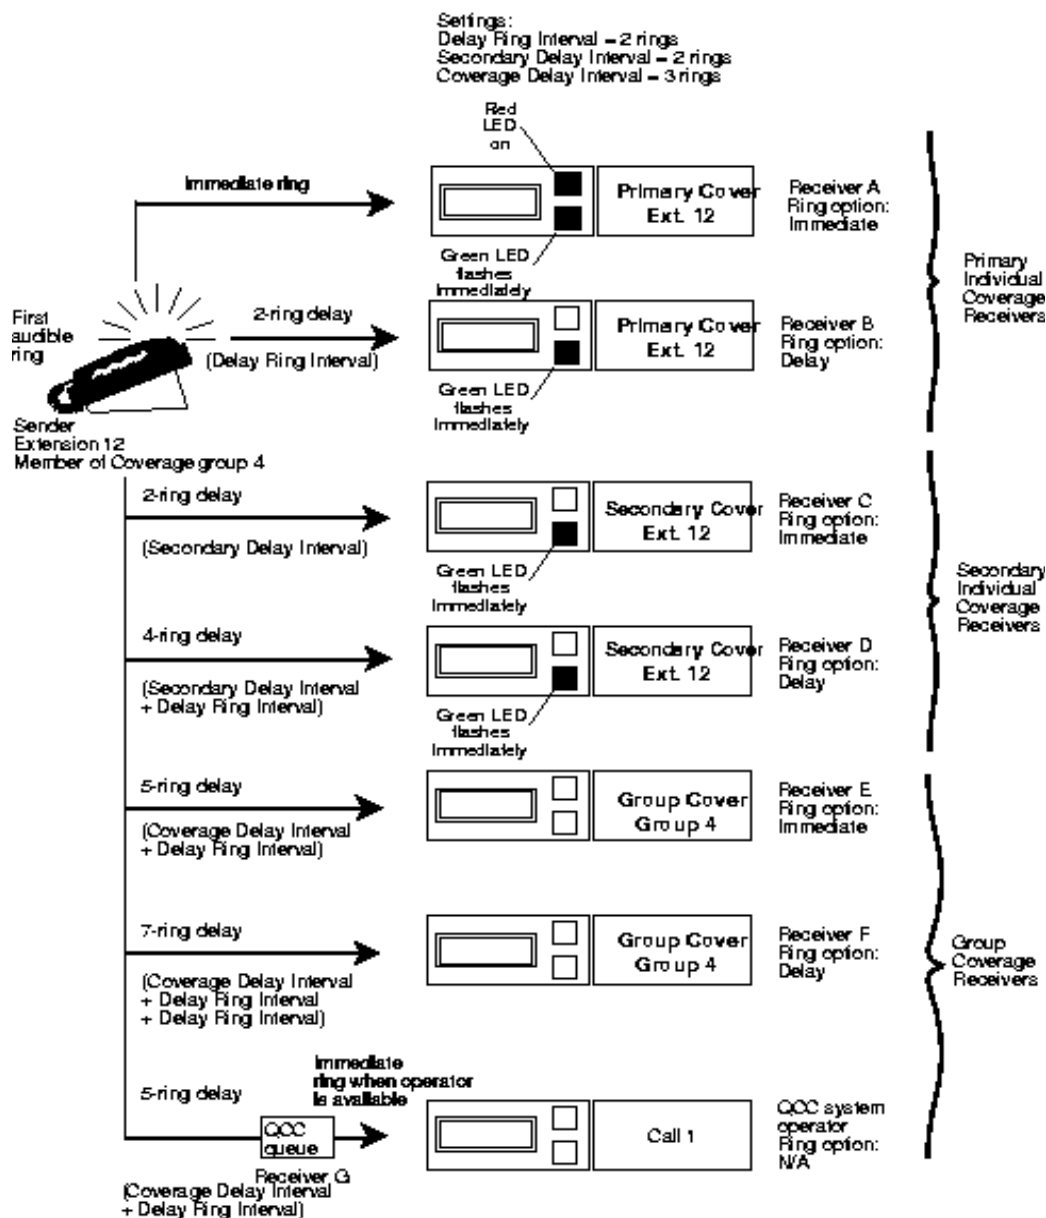 Settings:
Delay Ring Interval – 2 rings
Secondary Delay Interval – 2 rings
Coverage Delay Interval – 3 rings
Red
LED
on
Immediate ring
Primary Cover
Ext. 12
Receiver A
Ring option:
Immediate
Green LED
flashes
Immediately
Primary
Individual
Coverage
Receivers
First
audible
ring
2-ring delay
(Delay Ring Interval)
Primary Cover
Ext. 12
Receiver B
Ring option:
Delay
Green LED
flashes
Immediately
Sender
Extension 12
Member of Coverage group 4
2-ring delay
(Secondary Delay Interval)
Secondary Cover
Ext. 12
Receiver C
Ring option:
Immediate
Green LED
flashes
Immediately
Secondary
Individual
Coverage
Receivers
4-ring delay
(Secondary Delay Interval
+ Delay Ring Interval)
Secondary Cover
Ext. 12
Receiver D
Ring option:
Delay
Green LED
flashes
Immediately
5-ring delay
(Coverage Delay Interval
+ Delay Ring Interval)
Group Cover
Group 4
Receiver E
Ring option:
Immediate
7-ring delay
(Coverage Delay Interval
+ Delay Ring Interval
+ Delay Ring Interval)
Group Cover
Group 4
Receiver F
Ring option:
Delay
Group
Coverage
Receivers
5-ring delay
Immediate
ring when operator
is available
QCC
queue
Receiver G
(Coverage Delay Interval
+ Delay Ring Interval)
Call 1
QCC system
operator
Ring option:
N/A